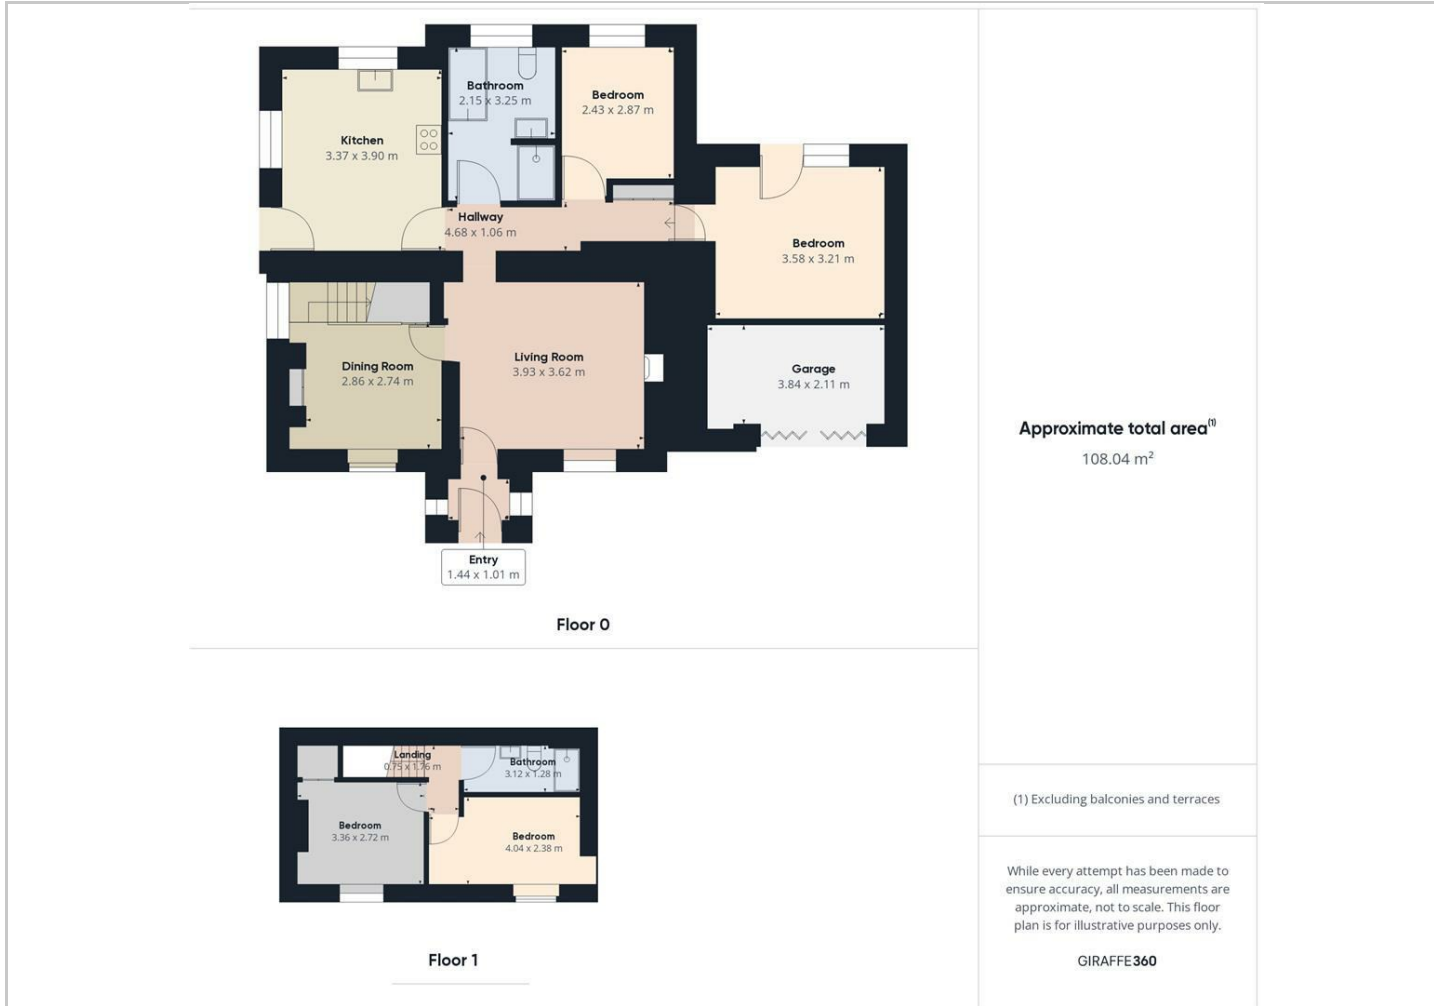 Bathroom
2.15 x 3.25 m
Bedroom
2.43 x 2.87 m
Kitchen
3.37 x 3.90 m
Hallway
4.68 x 1.06 m
Bedroom
3.58 x 3.21 m
Dining Room
2.86 x 2.74 m
Living Room
3.93 x 3.62 m
Garage
3.84 x 2.11 m
Entry
1.44 x 1.01 m
Floor 0
Approximate total area(1)
108.04 m²
Landing
0.75 x 1.76 m
Bathroom
3.12 x 1.28 m
Bedroom
3.36 x 2.72 m
Bedroom
4.04 x 2.38 m
Floor 1
(1) Excluding balconies and terraces
While every attempt has been made to
ensure accuracy, all measurements are
approximate, not to scale. This floor
plan is for illustrative purposes only.
GIRAFFE360